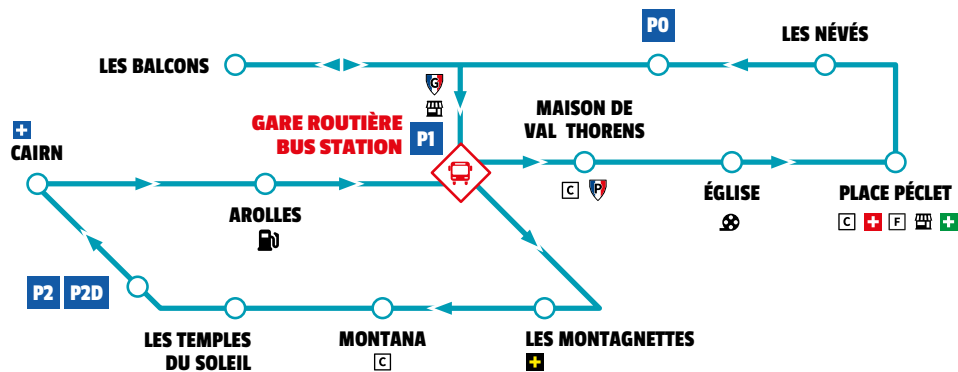 P0
LES NÉVÉS
LES BALCONS
G
MAISON DE
VAL THORENS
GARE ROUTIÈRE
BUS STATION
P1
CAIRN
C
P
AROLLES
ÉGLISE
PLACE PÉCLET
C
F
P2
P2D
LES TEMPLES
DU SOLEIL
MONTANA
C
LES MONTAGNETTES